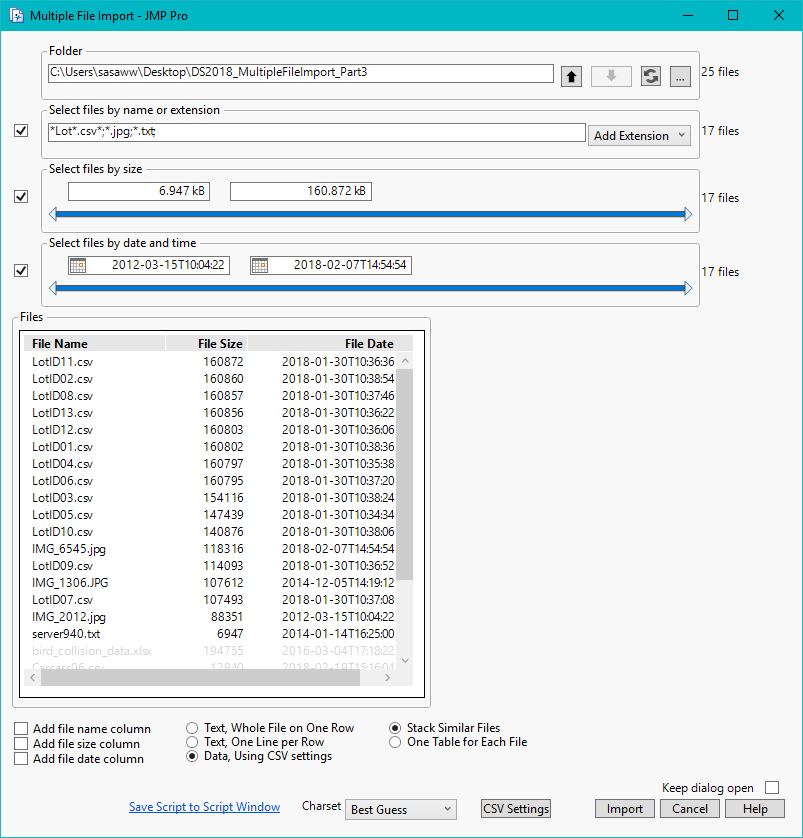 Multiple File Import - JMP Pro
Folder
C:\Users\sasaww\Desktop\DS2018_MultipleFileImport_Part3
...
25 files
Select files by name or extension
*Lot*.csv*;*.jpg;*.txt;
Add Extension
17 files
Select files by size
6.947 kB
160.872 kB
17 files
Select files by date and time
2012-03-15T10:04:22
2018-02-07T14:54:54
17 files
Files
File Name File Size File Date
LotID11.csv 160872 2018-01-30T10:36:36
LotID02.csv 160860 2018-01-30T10:38:54
LotID08.csv 160857 2018-01-30T10:37:46
LotID13.csv 160856 2018-01-30T10:36:22
LotID12.csv 160803 2018-01-30T10:36:06
LotID01.csv 160802 2018-01-30T10:38:36
LotID04.csv 160797 2018-01-30T10:35:38
LotID06.csv 160795 2018-01-30T10:37:20
LotID03.csv 154116 2018-01-30T10:38:24
LotID05.csv 147439 2018-01-30T10:34:34
LotID10.csv 140876 2018-01-30T10:38:06
IMG_6545.jpg 118316 2018-02-07T14:54:54
LotID09.csv 114093 2018-01-30T10:36:52
IMG_1306.JPG 107612 2014-12-05T14:19:12
LotID07.csv 107493 2018-01-30T10:37:08
IMG_2012.jpg 88351 2012-03-15T10:04:22
server940.txt 6947 2014-01-14T16:25:00
bird_collision_data.xlsx 194755 2016-03-04T17:18:22
Carcass06.csv 12840 2018-02-19T15:16:04
Add file name column
Add file size column
Add file date column
Text, Whole File on One Row
Text, One Line per Row
Data, Using CSV settings
Stack Similar Files
One Table for Each File
Keep dialog open
Save Script to Script Window
Charset
Best Guess
CSV Settings
Import
Cancel
Help